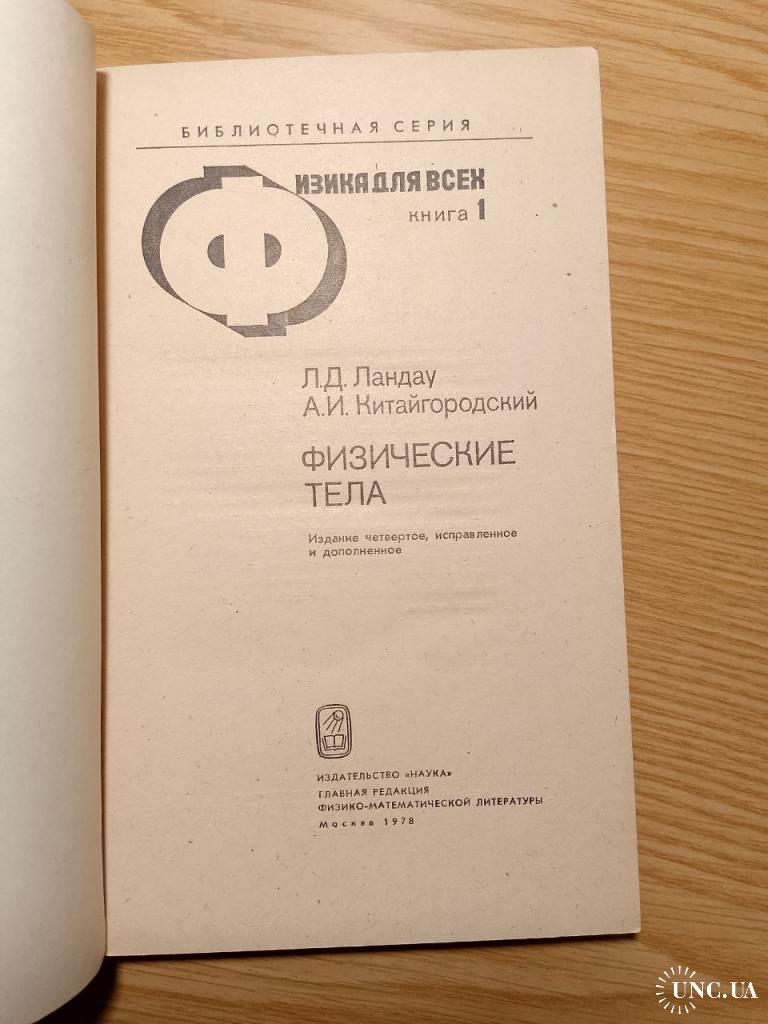 БИБЛИОТЕЧНАЯ СЕРИЯ
ФИЗИКА ДЛЯ ВСЕХ
книга 1
Л.Д. Ландау
А.И. Китайгородский
ФИЗИЧЕСКИЕ
ТЕЛА
Издание четвертое, исправленное
и дополненное
ИЗДАТЕЛЬСТВО «НАУКА»
ГЛАВНАЯ РЕДАКЦИЯ
ФИЗИКО-МАТЕМАТИЧЕСКОЙ ЛИТЕРАТУРЫ
Москва 1978
UNC.UA